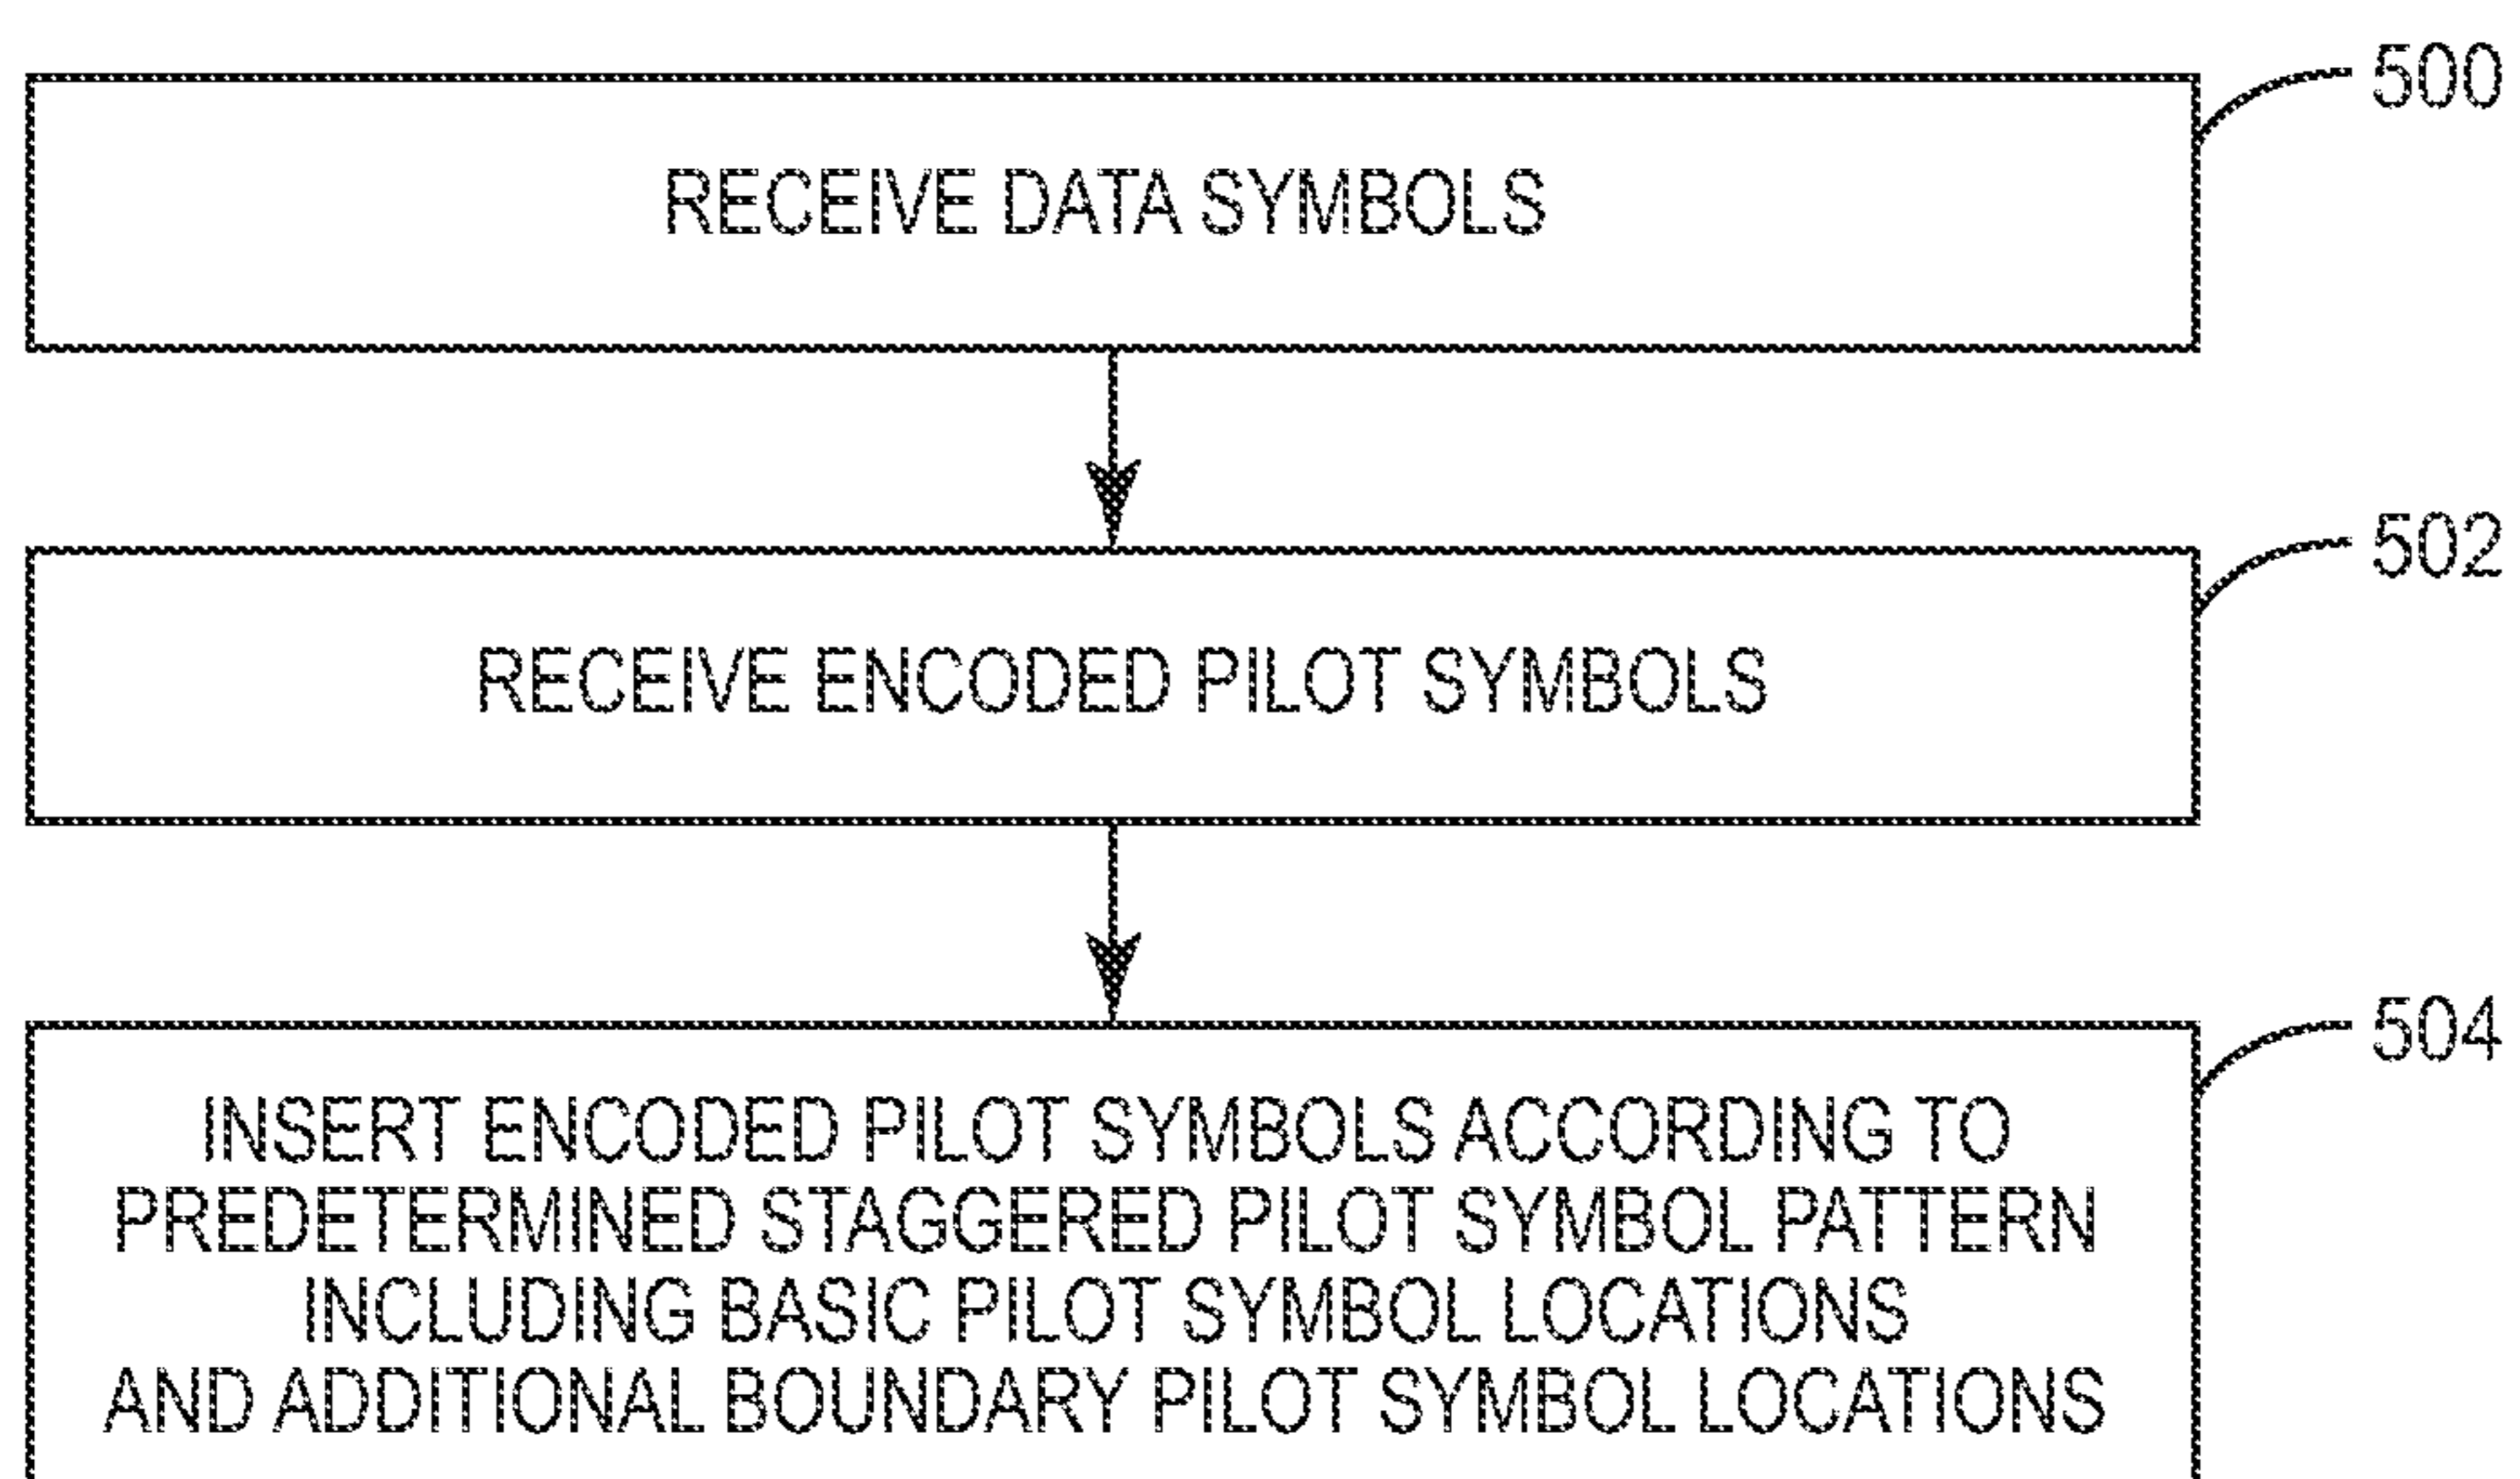 500
RECEIVE DATA SYMBOLS
502
RECEIVE ENCODED PILOT SYMBOLS
504
INSERT ENCODED PILOT SYMBOLS ACCORDING TO
PREDETERMINED STAGGERED PILOT SYMBOL PATTERN
INCLUDING BASIC PILOT SYMBOL LOCATIONS
AND ADDITIONAL BOUNDARY PILOT SYMBOL LOCATIONS